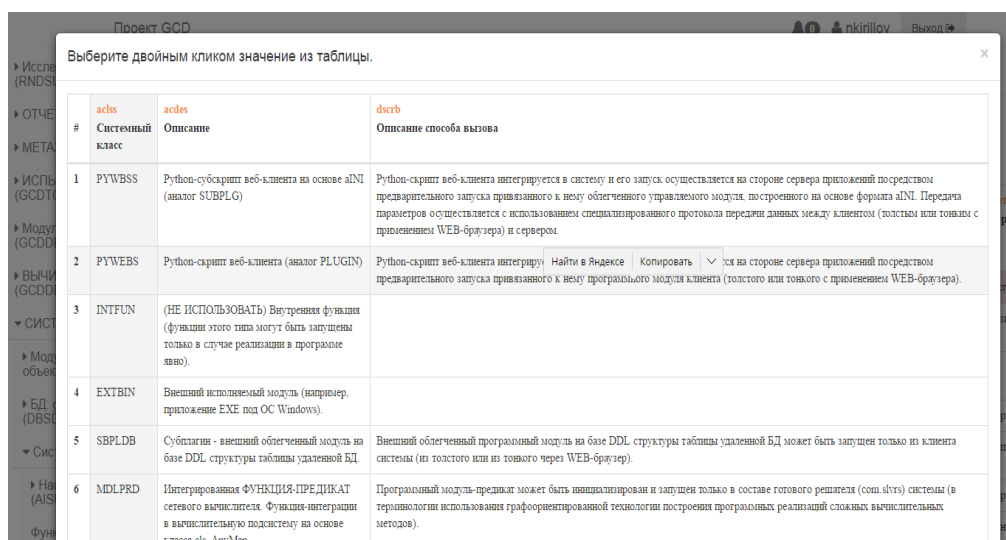 Проект GCD
0
nkirillov
Выход
Выберите двойным кликом значение из таблицы.
×
# aclss Системный класс
acdes Описание
dscrb Описание способа вызова
1 PYWBSS
Python-субскрипт веб-клиента на основе aINI
(аналог SUBPLG)
Python-скрипт веб-клиента интегрируется в систему и его запуск осуществляется на стороне сервера приложений посредством
предварительного запуска привязанного к нему облегченного управляемого модуля, построенного на основе формата aINI. Передача
параметров осуществляется с использованием специализированного протокола передачи данных между клиентом (толстым или тонким с
применением WEB-браузера) и сервером.
2 PYWEBS
Python-скрипт веб-клиента (аналог PLUGIN)
Python-скрипт веб-клиента интегриру
Найти в Яндексе
Копировать
ся на стороне сервера приложений посредством
предварительного запуска привязанного к нему программного модуля клиента (толстого или тонкого с применением WEB-браузера).
3 INTFUN
(НЕ ИСПОЛЬЗОВАТЬ) Внутренняя функция
(функции этого типа могут быть запущены
только в случае реализации в программе
явно).
4 EXTBIN
Внешний исполняемый модуль (например,
приложение EXE под ОС Windows).
5 SBPLDB
Субплагин - внешний облегченный модуль на
базе DDL структуры таблицы удаленной БД.
Внешний облегченный программный модуль на базе DDL структуры таблицы удаленной БД может быть запущен только из клиента
системы (из толстого или из тонкого через WEB-браузер).
6 MDLPRD
Интегрированная ФУНКЦИЯ-ПРЕДИКАТ
сетевого вычислителя. Функция-интеграции
в вычислительную подсистему на основе
Программный модуль-предикат может быть инициализирован и запущен только в составе готового решателя (com.slvrs) системы (в
терминологии использования графоориентированной технологии построения программных реализаций сложных вычислительных
методов).